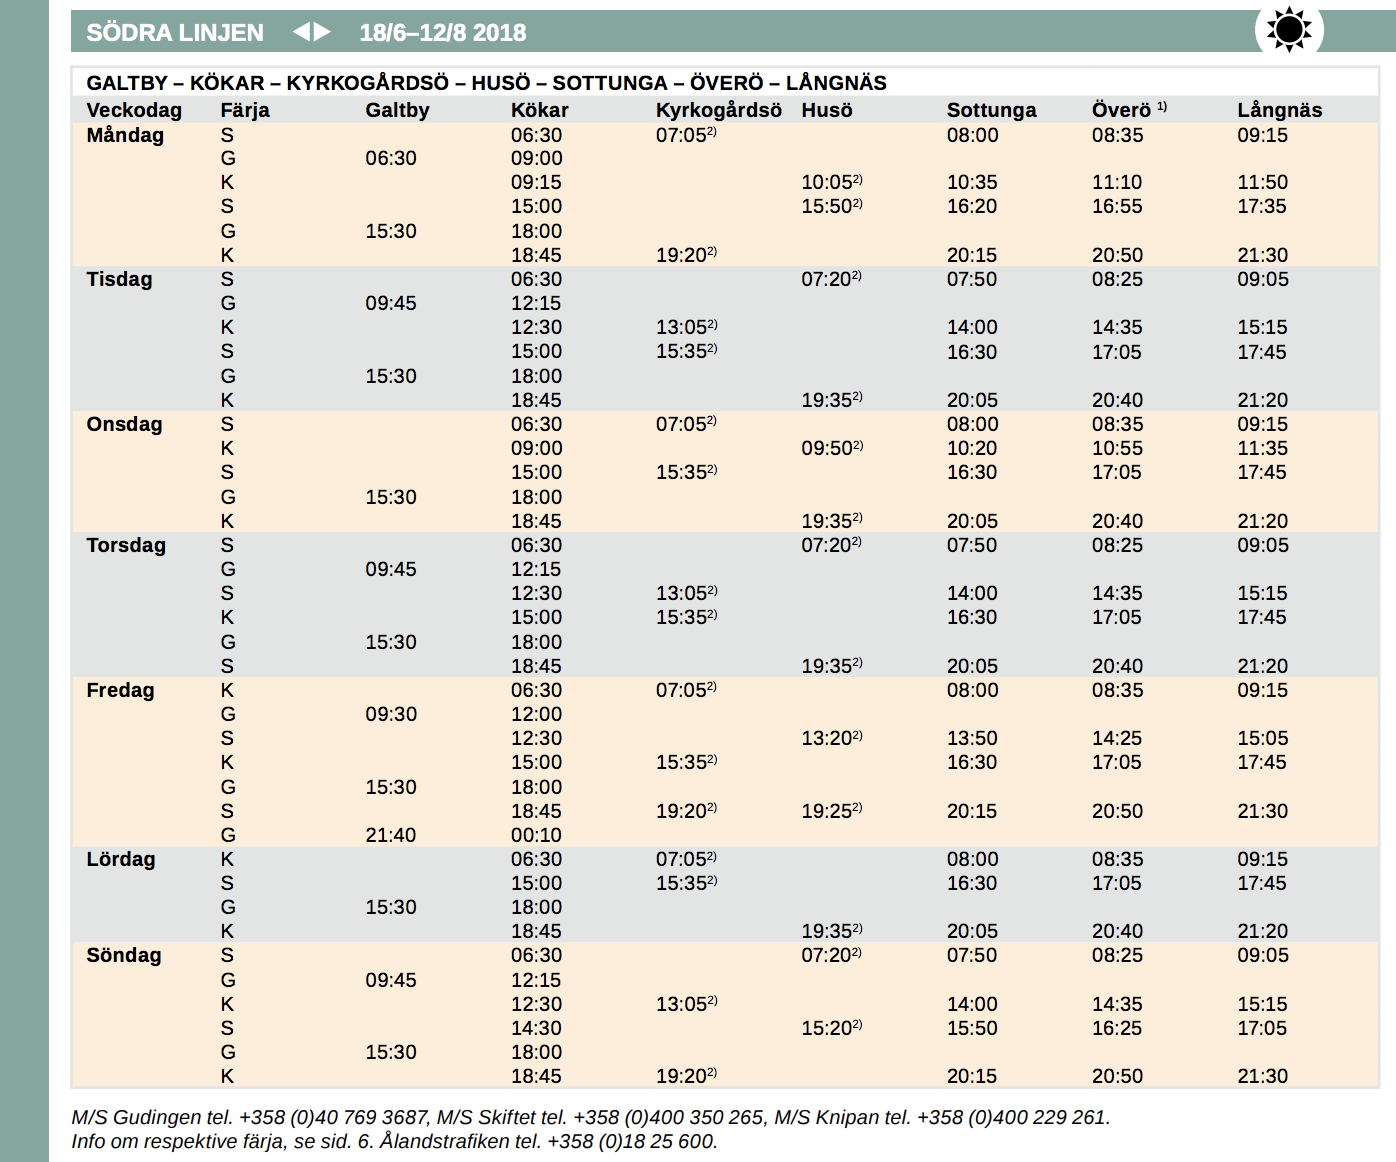 SÖDRA LINJEN ◀▶ 18/6–12/8 2018
GALTBY – KÖKAR – KYRKOGÅRDSÖ – HUSÖ – SOTTUNGA – ÖVERÖ – LÅNGNÄS
Veckodag Färja Galtby Kökar Kyrkogårdsö Husö Sottunga Överö 1) Långnäs
Måndag S 06:30 07:05 2) 08:00 08:35 09:15
G 06:30 09:00
K 09:15 10:05 2) 10:35 11:10 11:50
S 15:00 15:50 2) 16:20 16:55 17:35
G 15:30 18:00
K 18:45 19:20 2) 20:15 20:50 21:30
Tisdag S 06:30 07:20 2) 07:50 08:25 09:05
G 09:45 12:15
K 12:30 13:05 2) 14:00 14:35 15:15
S 15:00 15:35 2) 16:30 17:05 17:45
G 15:30 18:00
K 18:45 19:35 2) 20:05 20:40 21:20
Onsdag S 06:30 07:05 2) 08:00 08:35 09:15
K 09:00 09:50 2) 10:20 10:55 11:35
S 15:00 15:35 2) 16:30 17:05 17:45
G 15:30 18:00
K 18:45 19:35 2) 20:05 20:40 21:20
Torsdag S 06:30 07:20 2) 07:50 08:25 09:05
G 09:45 12:15
S 12:30 13:05 2) 14:00 14:35 15:15
K 15:00 15:35 2) 16:30 17:05 17:45
G 15:30 18:00
S 18:45 19:35 2) 20:05 20:40 21:20
Fredag K 06:30 07:05 2) 08:00 08:35 09:15
G 09:30 12:00
S 12:30 13:20 2) 13:50 14:25 15:05
K 15:00 15:35 2) 16:30 17:05 17:45
G 15:30 18:00
S 18:45 19:20 2) 19:25 2) 20:15 20:50 21:30
G 21:40 00:10
Lördag K 06:30 07:05 2) 08:00 08:35 09:15
S 15:00 15:35 2) 16:30 17:05 17:45
G 15:30 18:00
K 18:45 19:35 2) 20:05 20:40 21:20
Söndag S 06:30 07:20 2) 07:50 08:25 09:05
G 09:45 12:15
K 12:30 13:05 2) 14:00 14:35 15:15
S 14:30 15:20 2) 15:50 16:25 17:05
G 15:30 18:00
K 18:45 19:20 2) 20:15 20:50 21:30
M/S Gudingen tel. +358 (0)40 769 3687, M/S Skiftet tel. +358 (0)400 350 265, M/S Knipan tel. +358 (0)400 229 261.
Info om respektive färja, se sid. 6. Ålandstrafiken tel. +358 (0)18 25 600.